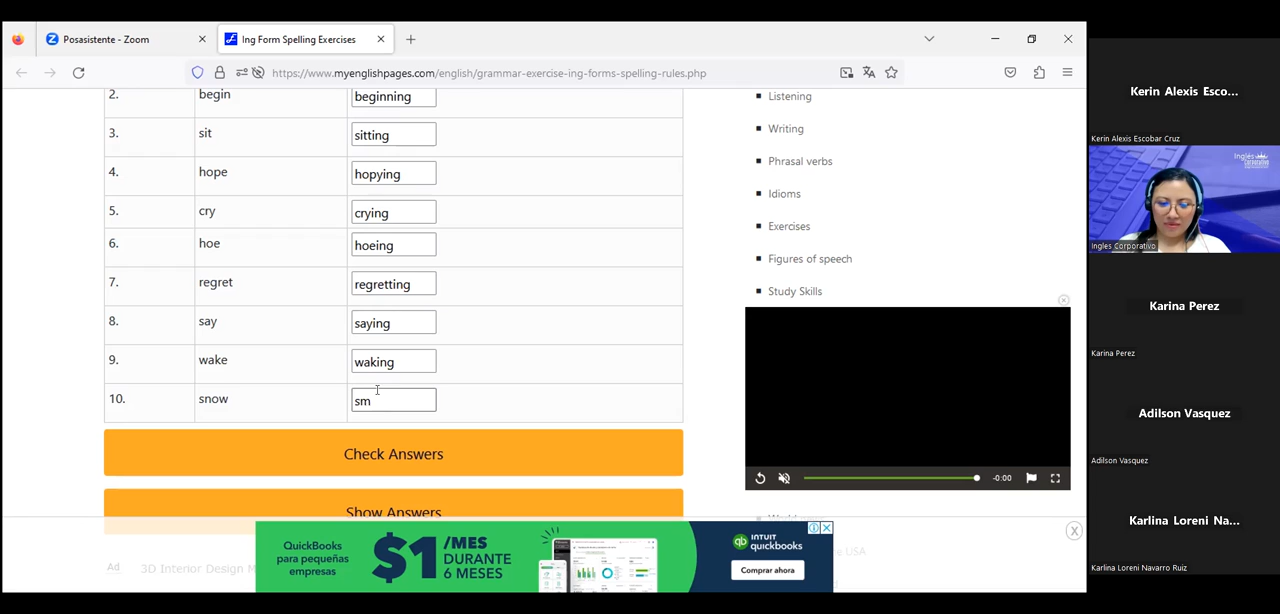 Posasistente - Zoom
Ing Form Spelling Exercises
https://www.myenglishpages.com/english/grammar-exercise-ing-forms-spelling-rules.php
2. begin beginning
3. sit sitting
4. hope hopying
5. cry crying
6. hoe hoeing
7. regret regretting
8. say saying
9. wake waking
10. snow sm
Check Answers
Show Answers
Listening
Writing
Phrasal verbs
Idioms
Exercises
Figures of speech
Study Skills
-0:00
Ad
3D Interior Design
QuickBooks
para pequeñas
empresas
$1
/MES
DURANTE
6 MESES
qb
INTUIT
quickbooks
Comprar ahora
X
Kerin Alexis Esco...
Kerin Alexis Escobar Cruz
Inglés
Corporativo
Ingles Corporativo
Karina Perez
Karina Perez
Adilson Vasquez
Adilson Vasquez
Karlina Loreni Na...
Karlina Loreni Navarro Ruiz